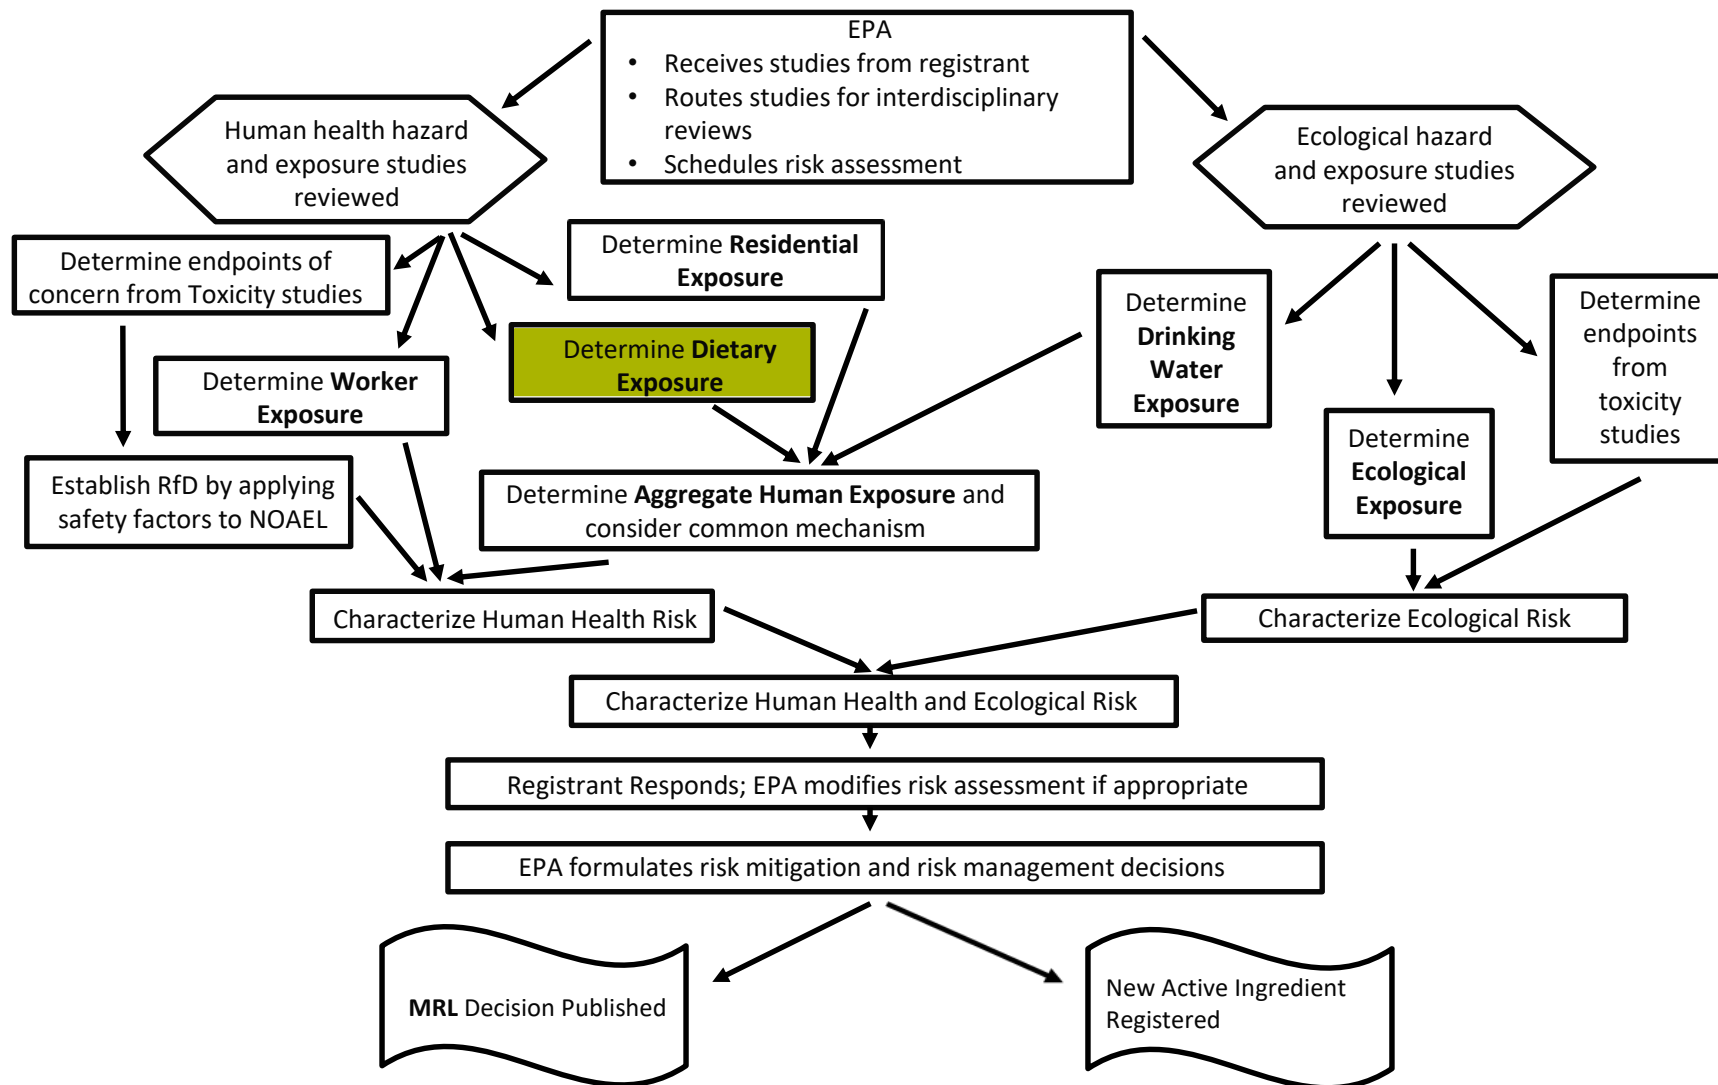 EPA
• Receives studies from registrant
• Routes studies for interdisciplinary
reviews
• Schedules risk assessment
Human health hazard
and exposure studies
reviewed
Ecological hazard
and exposure studies
reviewed
Determine endpoints of
concern from Toxicity studies
Determine Residential
Exposure
Determine Dietary
Exposure
Determine Worker
Exposure
Determine
Drinking
Water
Exposure
Determine
endpoints
from
toxicity
studies
Determine
Ecological
Exposure
Establish RfD by applying
safety factors to NOAEL
Determine Aggregate Human Exposure and
consider common mechanism
Characterize Human Health Risk
Characterize Ecological Risk
Characterize Human Health and Ecological Risk
Registrant Responds; EPA modifies risk assessment if appropriate
EPA formulates risk mitigation and risk management decisions
MRL Decision Published
New Active Ingredient
Registered